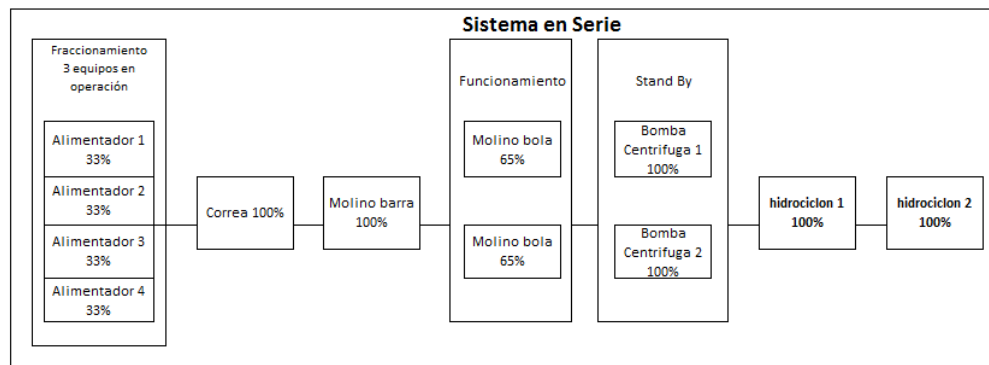 Sistema en Serie
Fraccionamiento
3 equipos en
operación
Alimentador 1
33%
Alimentador 2
33%
Alimentador 3
33%
Alimentador 4
33%
Correa 100%
Molino barra
100%
Funcionamiento
Molino bola
65%
Molino bola
65%
Stand By
Bomba
Centrifuga 1
100%
Bomba
Centrifuga 2
100%
hidrociclon 1
100%
hidrociclon 2
100%